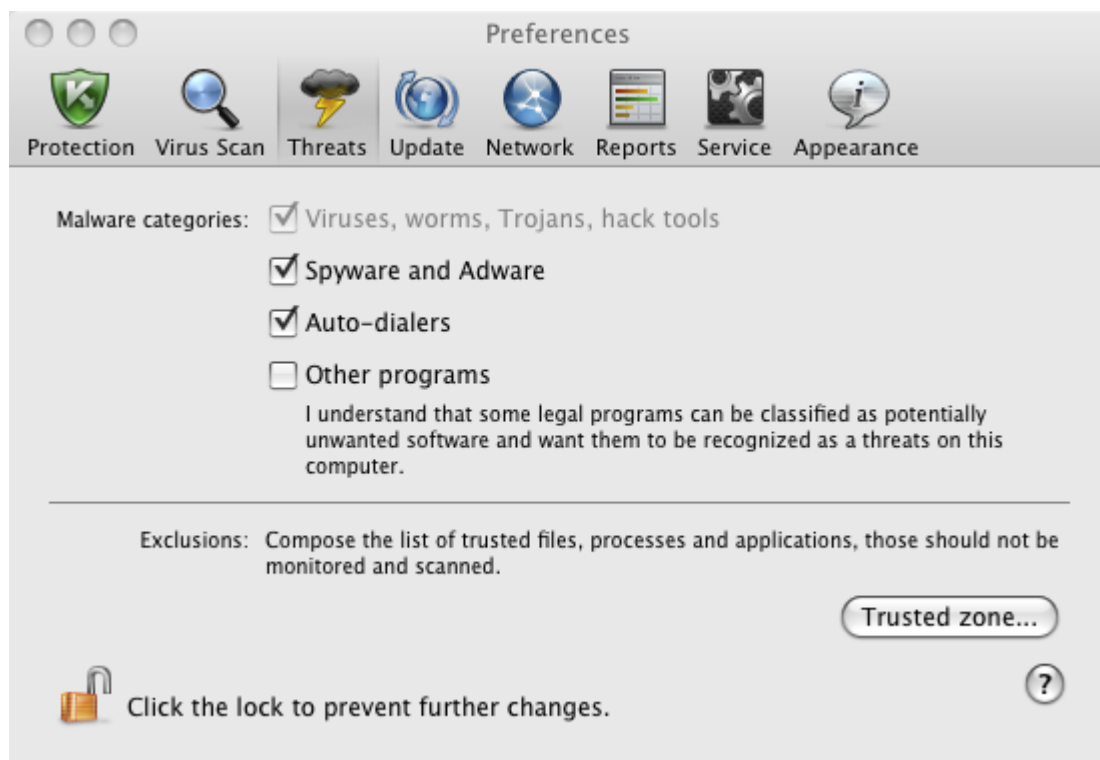 Preferences
Protection Virus Scan Threats Update Network Reports Service Appearance
Malware categories: Viruses, worms, Trojans, hack tools
Spyware and Adware
Auto-dialers
Other programs
I understand that some legal programs can be classified as potentially
unwanted software and want them to be recognized as a threats on this
computer.
Exclusions: Compose the list of trusted files, processes and applications, those should not be
monitored and scanned.
Trusted zone...
?
Click the lock to prevent further changes.